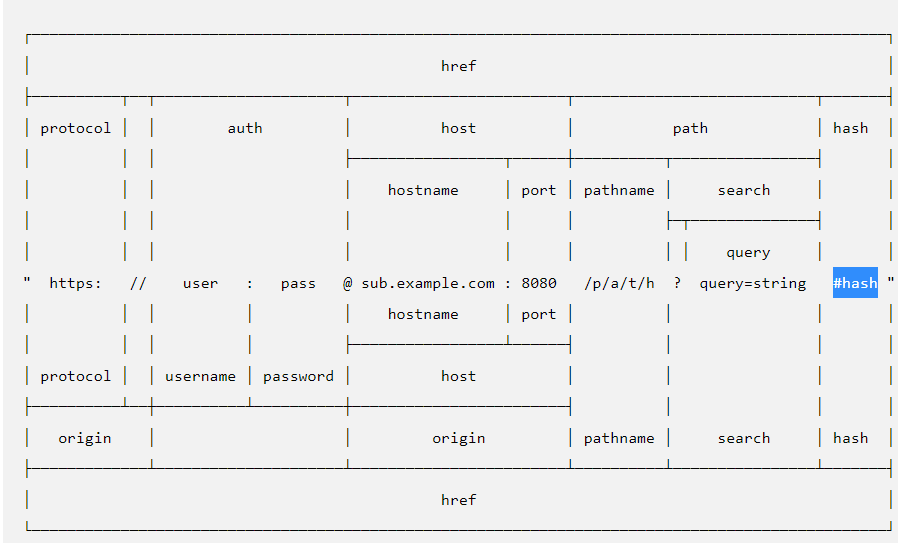 href
protocol auth host path hash
hostname port pathname search
query
" https: // user : pass @ sub.example.com : 8080 /p/a/t/h ? query=string #hash "
hostname port
protocol username password host
origin origin pathname search hash
href